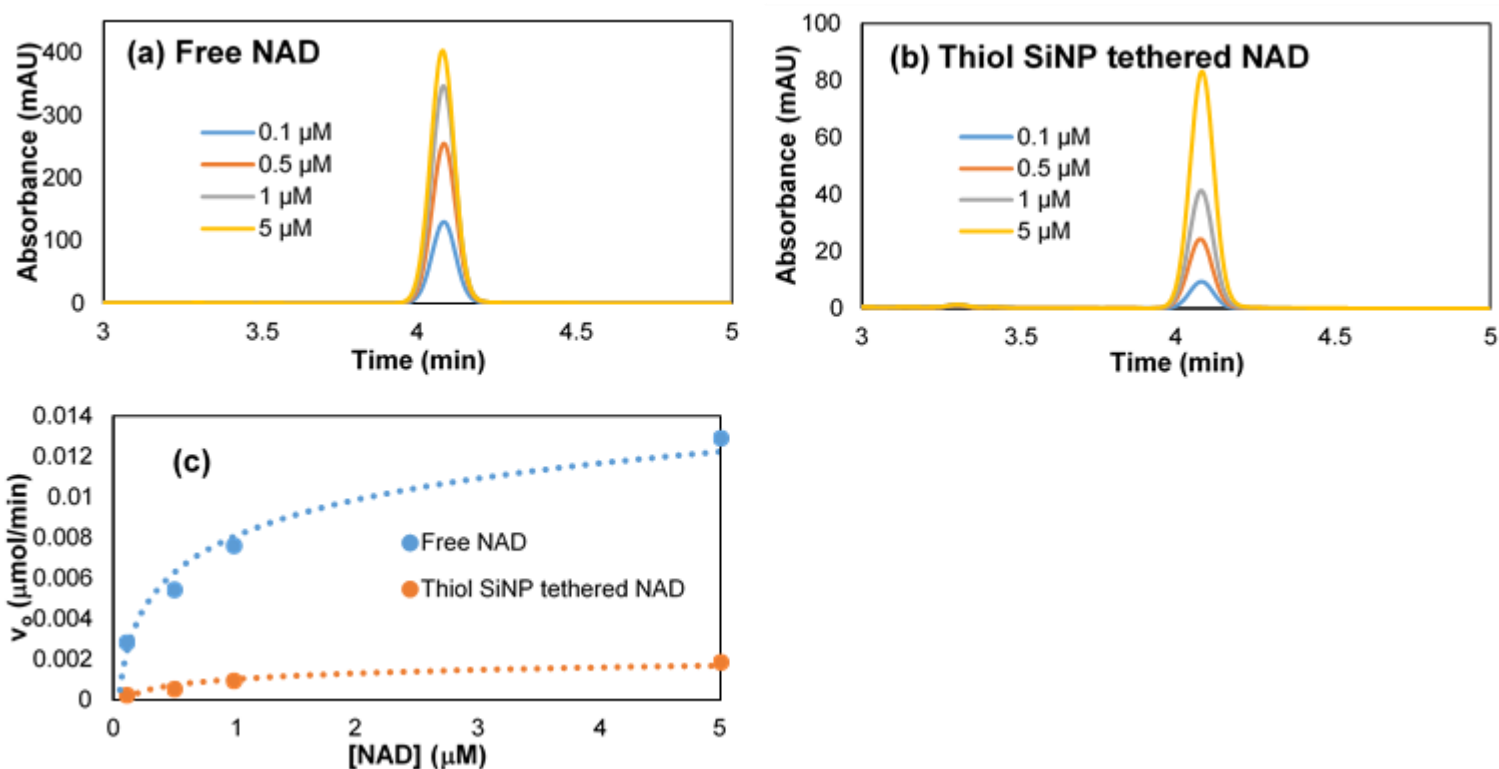 (a) Free NAD
Absorbance (mAU)
400
300
200
100
0
0.1 µM
0.5 µM
1 µM
5 µM
3
3.5
4
4.5
5
Time (min)
(b) Thiol SiNP tethered NAD
Absorbance (mAU)
100
80
60
40
20
0
0.1 µM
0.5 µM
1 µM
5 µM
3
3.5
4
4.5
5
Time (min)
(c)
vo (µmol/min)
0.014
0.012
0.01
0.008
0.006
0.004
0.002
0
Free NAD
Thiol SiNP tethered NAD
0
1
2
3
4
5
[NAD] (µM)